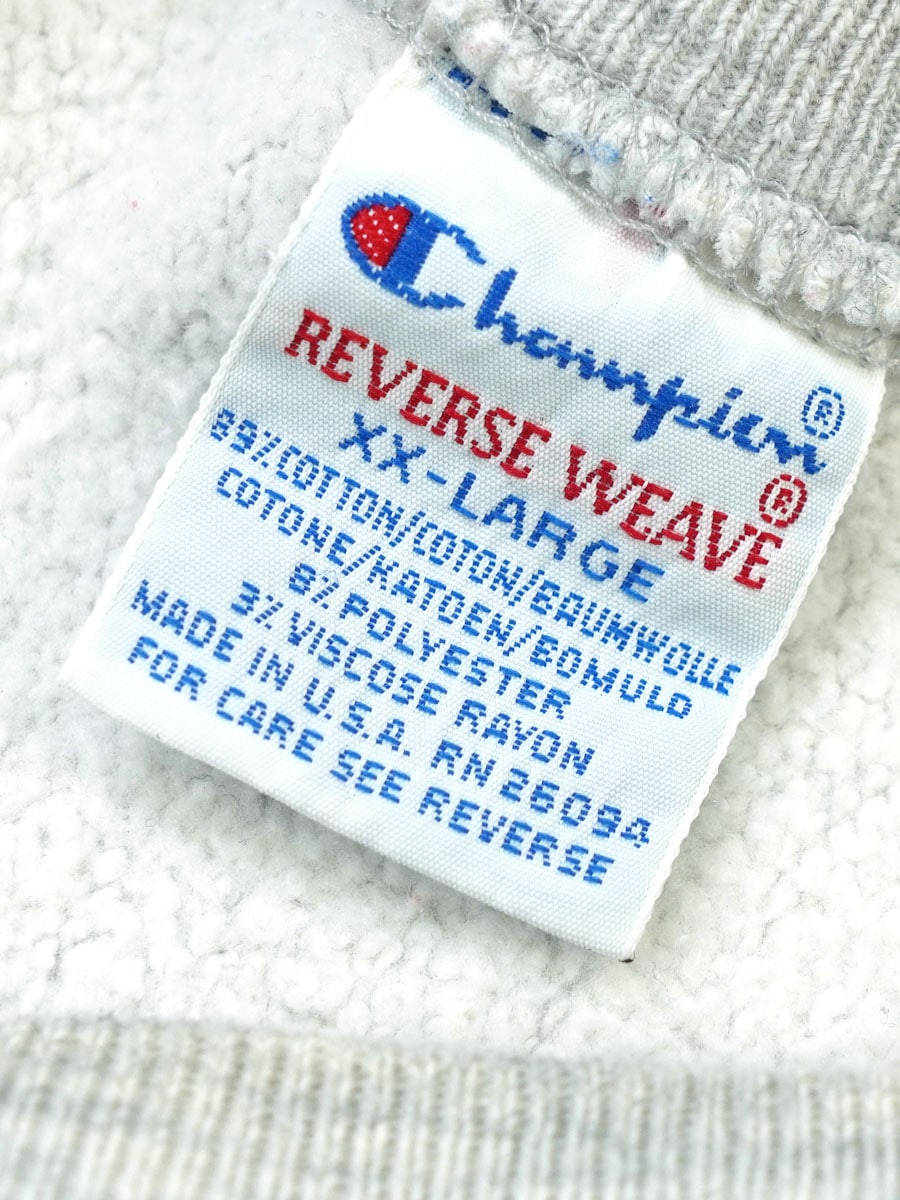 Champion®
REVERSE WEAVE®
XX-LARGE
89%COTTON/COTON/BAUMWOLLE
COTONE/KATOEN/BOMULD
8% POLYESTER
3% VISCOSE RAYON
MADE IN U.S.A. RN 26094
FOR CARE SEE REVERSE